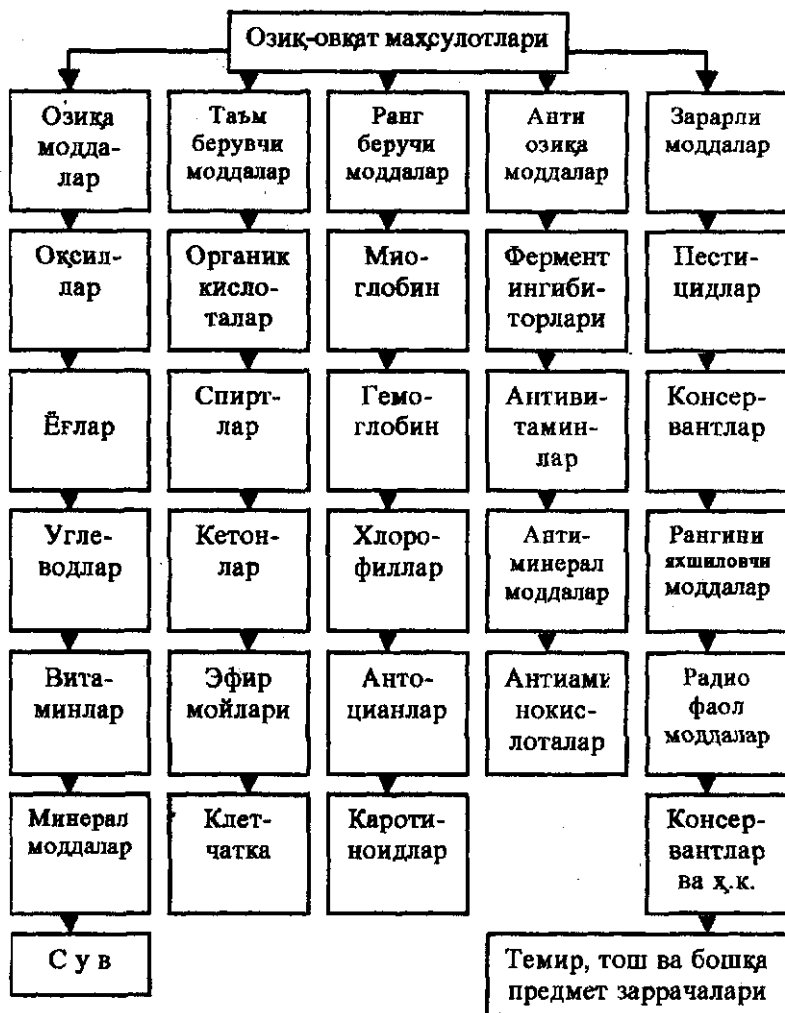 Озиқ-овқат маҳсулотлари
Озиқа
модда-
лар
Таъм
берувчи
моддалар
Ранг
беручи
моддалар
Анти
озиқа
моддалар
Зарарли
моддалар
Оқсил-
лар
Органик
кисло-
талар
Мио-
глобин
Фермент
ингиби-
торлари
Пести-
цидлар
Ёғлар
Спирт-
лар
Гемо-
глобин
Антиви-
тамин-
лар
Консер-
вантлар
Угле-
водлар
Кетон-
лар
Хлоро-
филлар
Анти-
минерал
моддалар
Рангини
яхшиловчи
моддалар
Вита-
минлар
Эфир
мойлари
Анто-
цианлар
Антиами
нокис-
лоталар
Радио
фаол
моддалар
Минерал
моддалар
Клет-
чатка
Кароти-
ноидлар
Консер-
вантлар
ва ҳ.к.
С у в
Темир, тош ва бошқа
предмет заррачалари